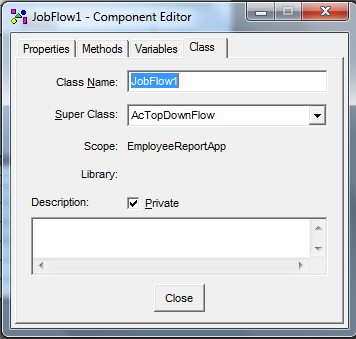 JobFlow1 - Component Editor
Properties Methods Variables Class
Class Name: JobFlow1
Super Class: AcTopDownFlow
Scope: EmployeeReportApp
Library:
Description: Private
Close